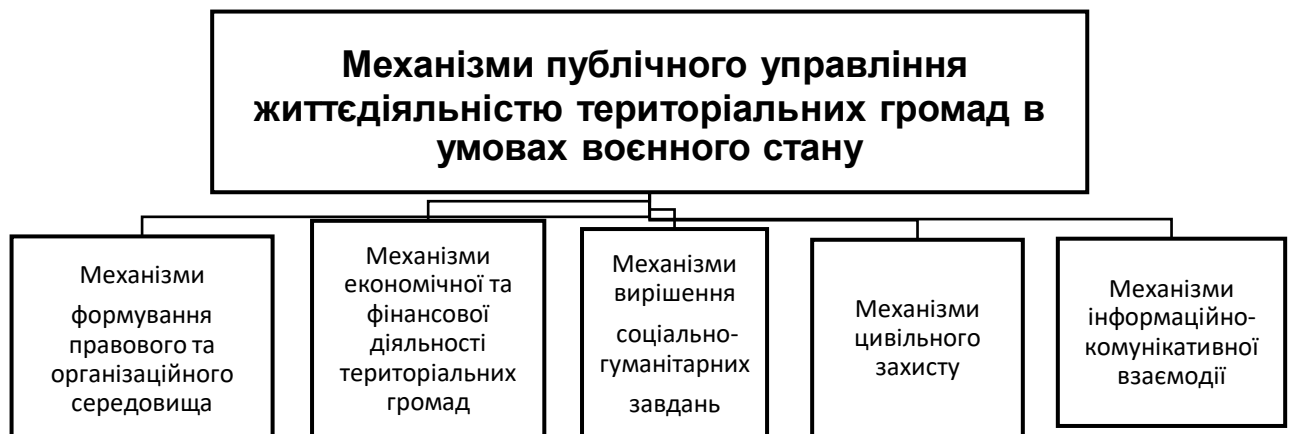 Механізми публічного управління
життєдіяльністю територіальних громад в
умовах воєнного стану
Механізми
формування
правового та
організаційного
середовища
Механізми
економічної та
фінансової
діяльності
територіальних
громад
Механізми
вирішення
соціально-
гуманітарних
завдань
Механізми
цивільного
захисту
Механізми
інформаційно-
комунікативної
взаємодії